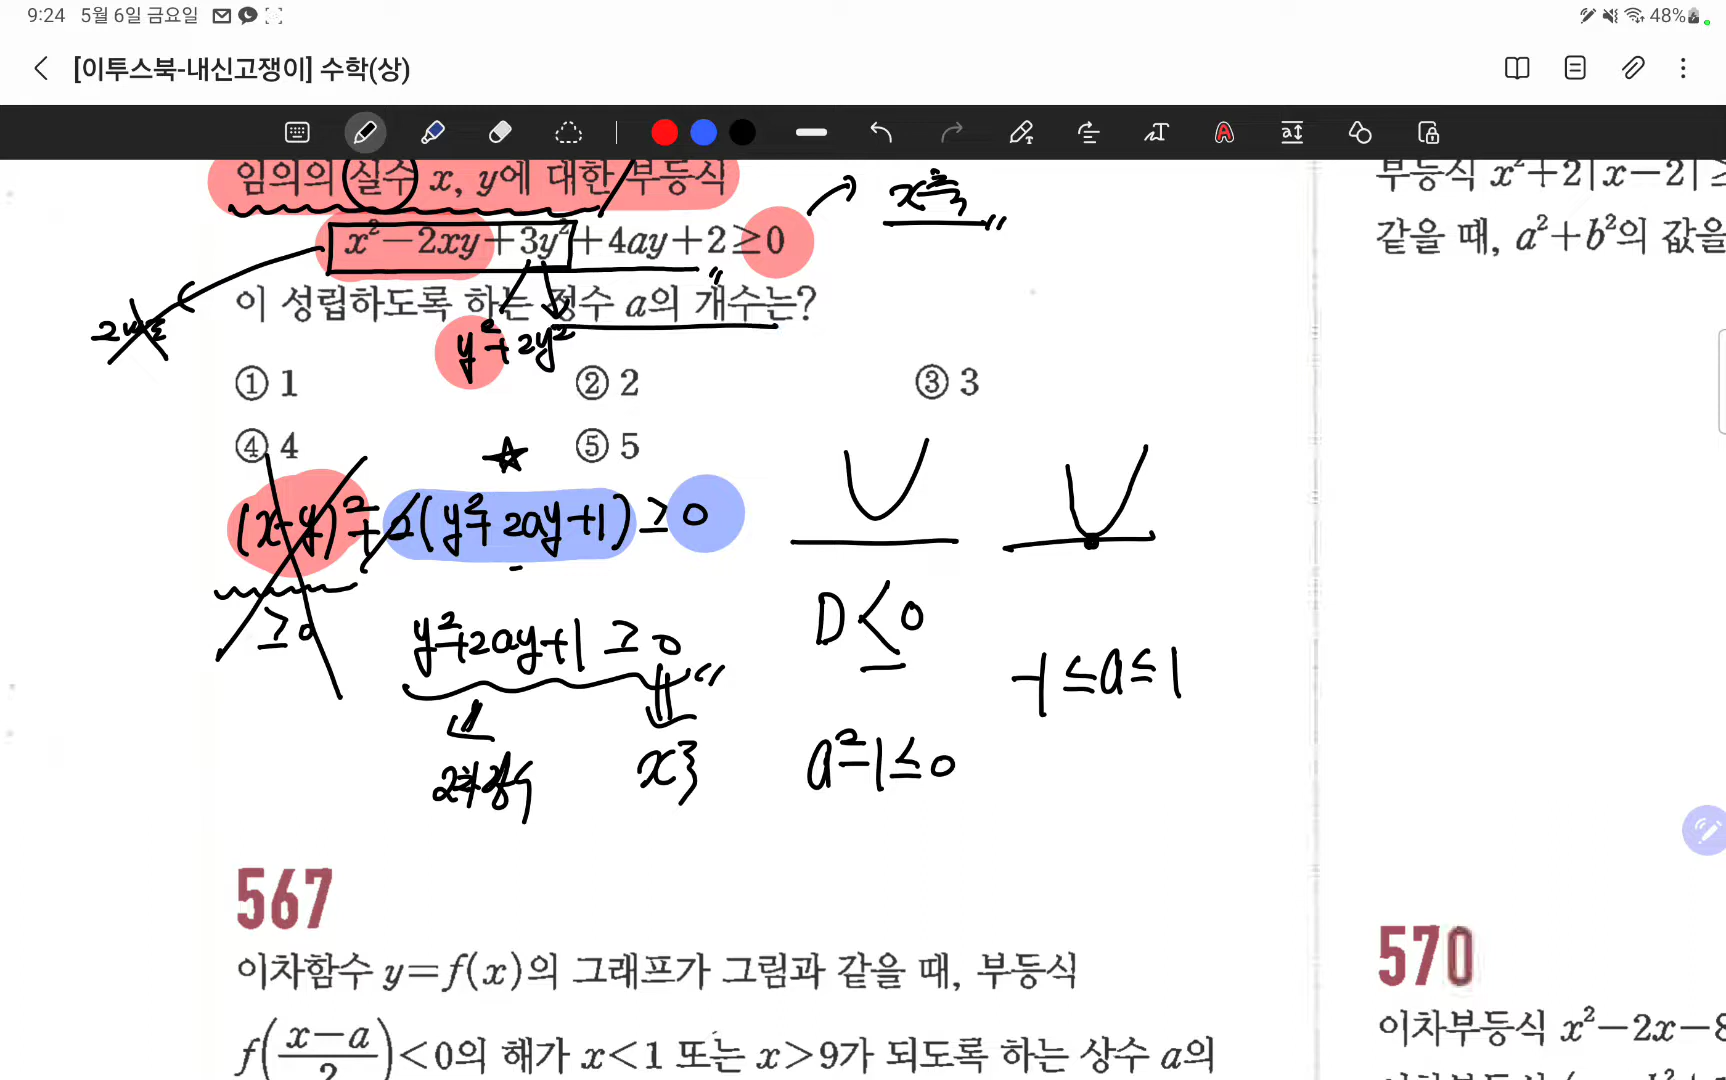 9:24 5월 6일 금요일
48%
[이투스북-내신고쟁이] 수학(상)
임의의 실수 x, y에 대한 부등식
x²-2xy+3y²+4ay+2≥0
이 성립하도록 하는 정수 a의 개수는?
y²+2y²
① 1 ② 2 ③ 3
④ 4 ⑤ 5
(x-y)²+2(y²+2ay+1)≥0
≥0
y²+2ay+1≥0
D<0
-1≤a≤1
a²-1≤0
567
이차함수 y=f(x)의 그래프가 그림과 같을 때, 부등식
f((x-a)/2)<0의 해가 x<1 또는 x>9가 되도록 하는 상수 a의
부등식 x²+2|x-2|≥
같을 때, a²+b²의 값을
570
이차부등식 x²-2x-8